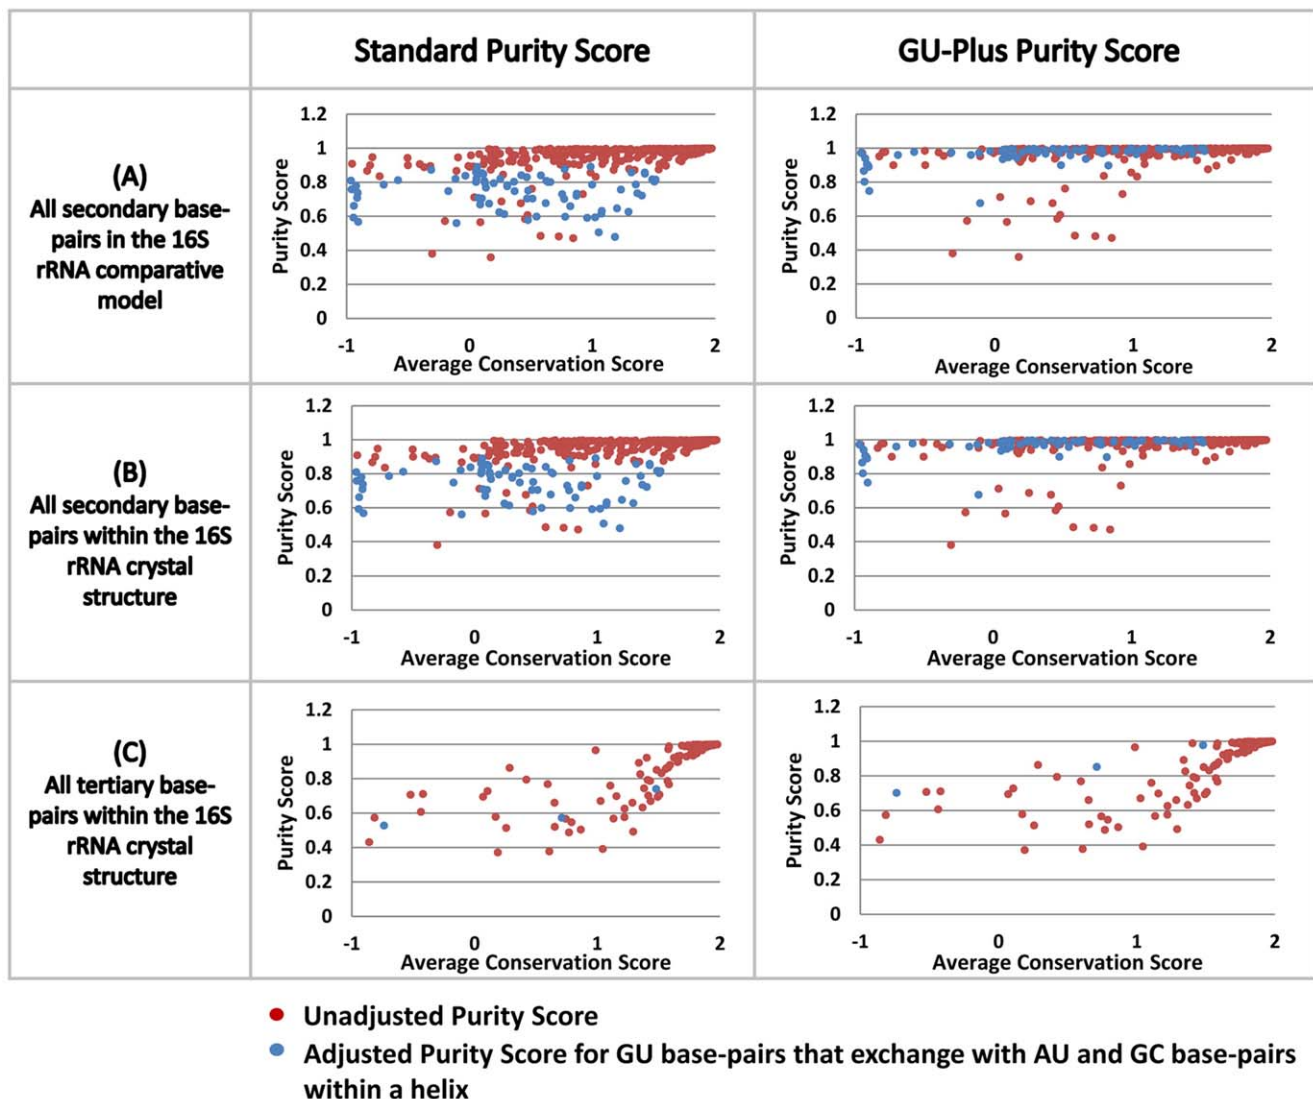 Standard Purity Score
GU-Plus Purity Score
(A)
All secondary base-
pairs in the 16S
rRNA comparative
model
Purity Score
1.2
1
0.8
0.6
0.4
0.2
0
-1
0
1
2
Average Conservation Score
Purity Score
1.2
1
0.8
0.6
0.4
0.2
0
-1
0
1
2
Average Conservation Score
(B)
All secondary base-
pairs within the 16S
rRNA crystal
structure
Purity Score
1.2
1
0.8
0.6
0.4
0.2
0
-1
0
1
2
Average Conservation Score
Purity Score
1.2
1
0.8
0.6
0.4
0.2
0
-1
0
1
2
Average Conservation Score
(C)
All tertiary base-
pairs within the 16S
rRNA crystal
structure
Purity Score
1.2
1
0.8
0.6
0.4
0.2
0
-1
0
1
2
Average Conservation Score
Purity Score
1.2
1
0.8
0.6
0.4
0.2
0
-1
0
1
2
Average Conservation Score
Unadjusted Purity Score
Adjusted Purity Score for GU base-pairs that exchange with AU and GC base-pairs
within a helix